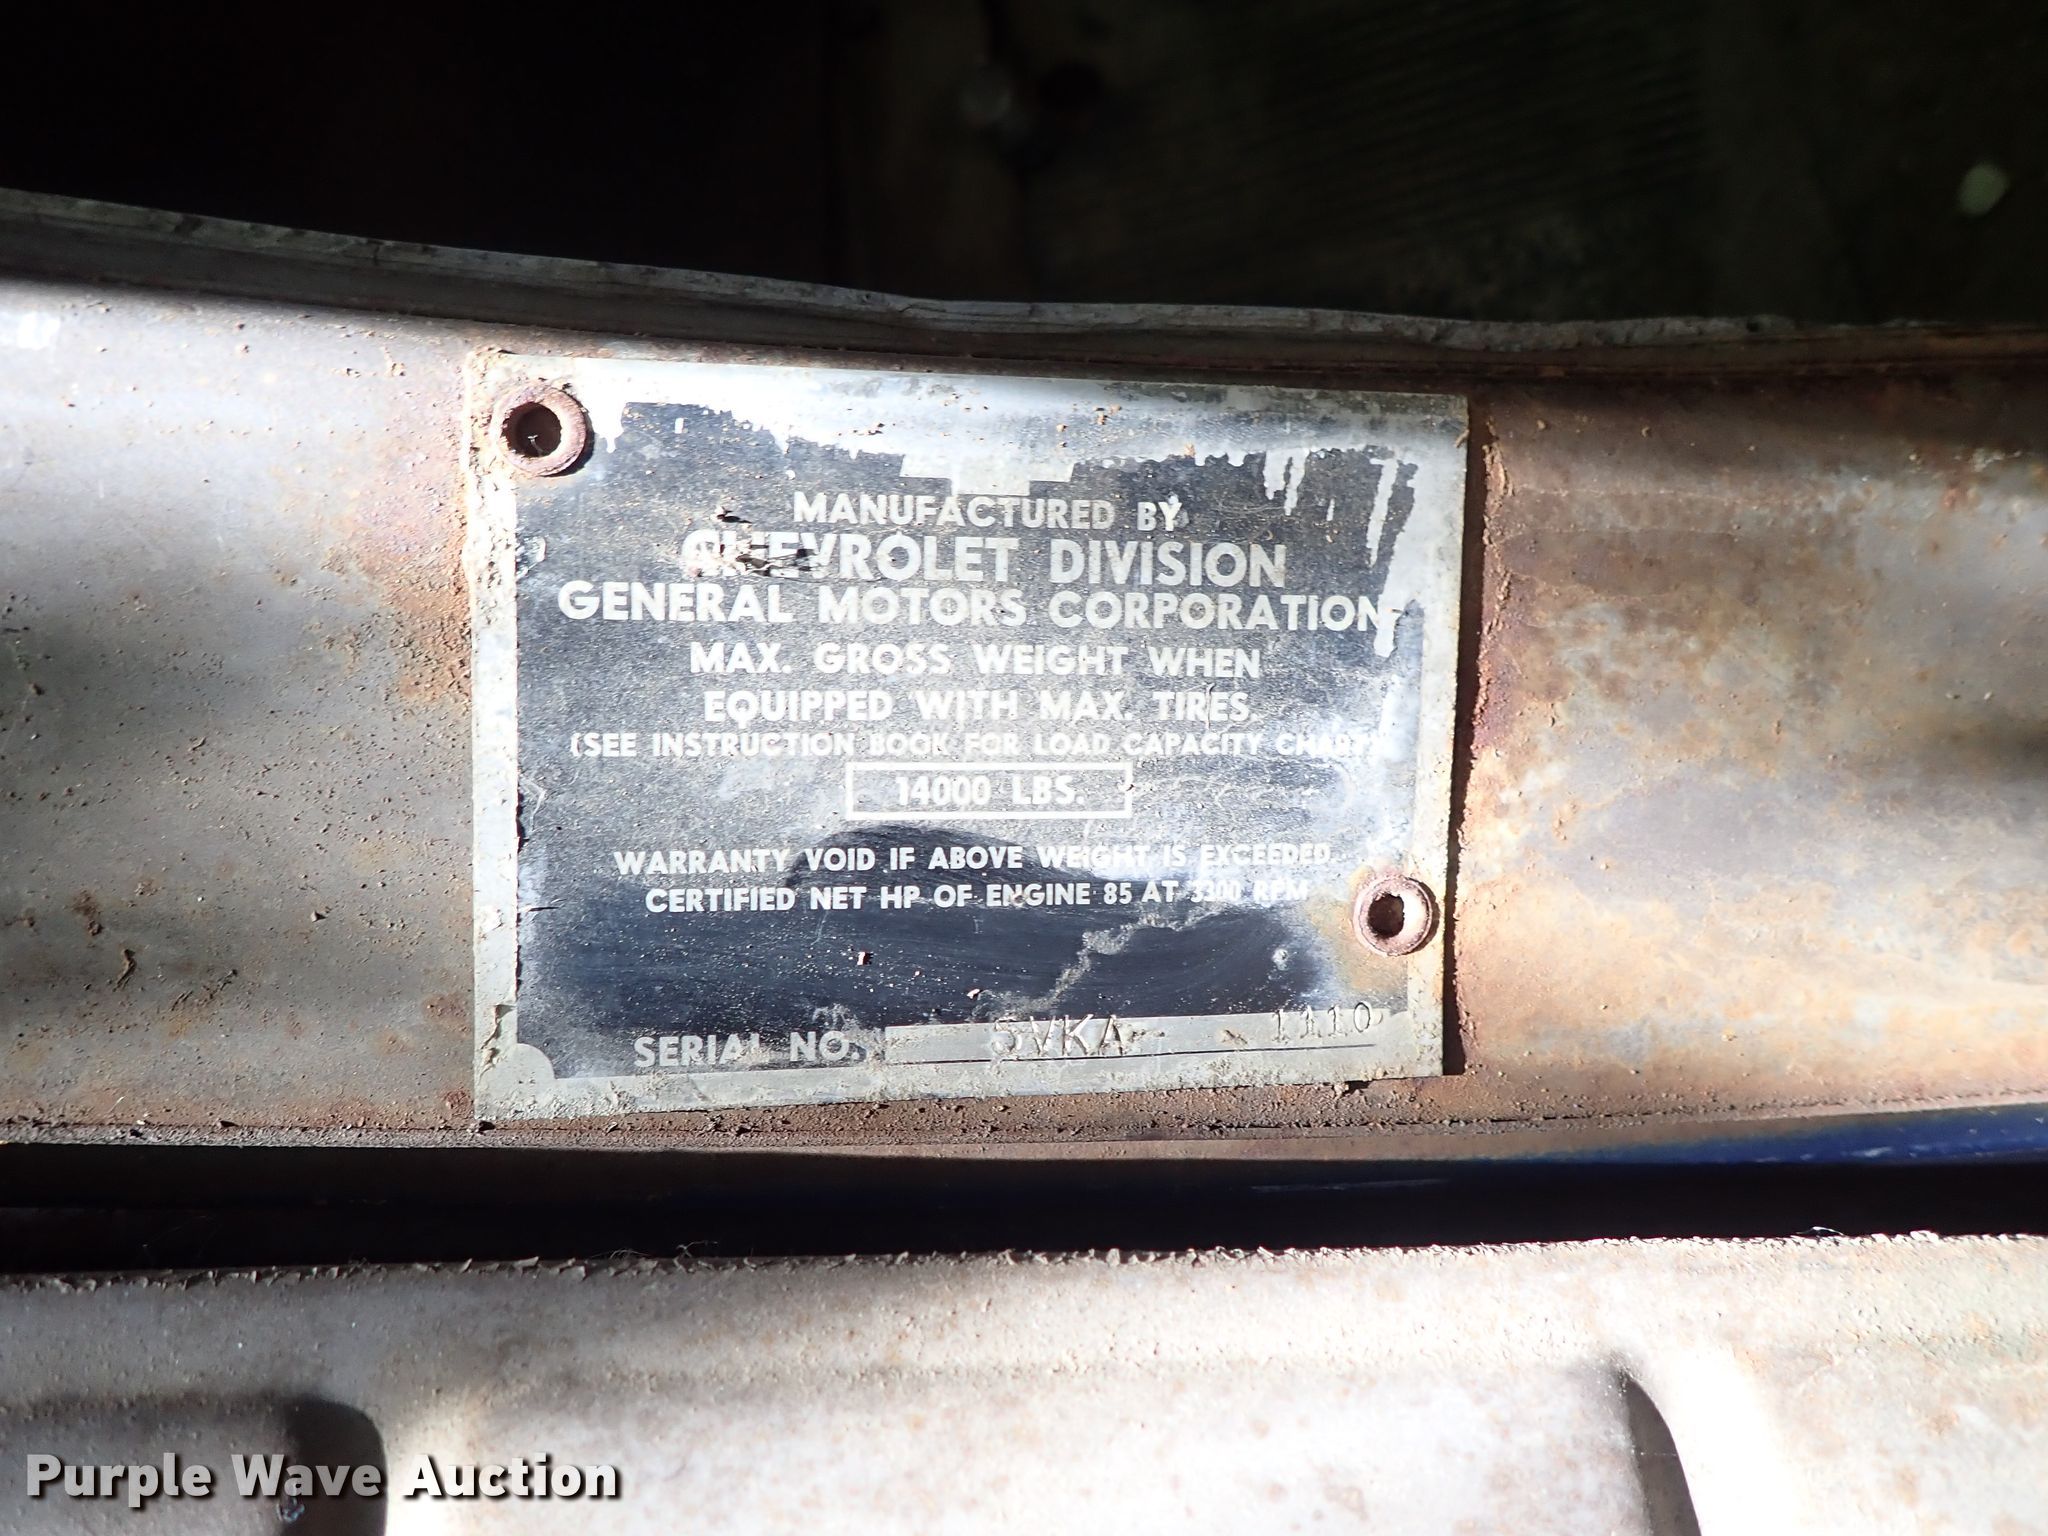 MANUFACTURED BY
CHEVROLET DIVISION
GENERAL MOTORS CORPORATION
MAX. GROSS WEIGHT WHEN
EQUIPPED WITH MAX. TIRES.
(SEE INSTRUCTION BOOK FOR LOAD CAPACITY CHART)
14000 LBS.
WARRANTY VOID IF ABOVE WEIGHT IS EXCEEDED.
CERTIFIED NET HP OF ENGINE 85 AT 3300 RPM
SERIAL NO. 5VKA 1110
Purple Wave Auction